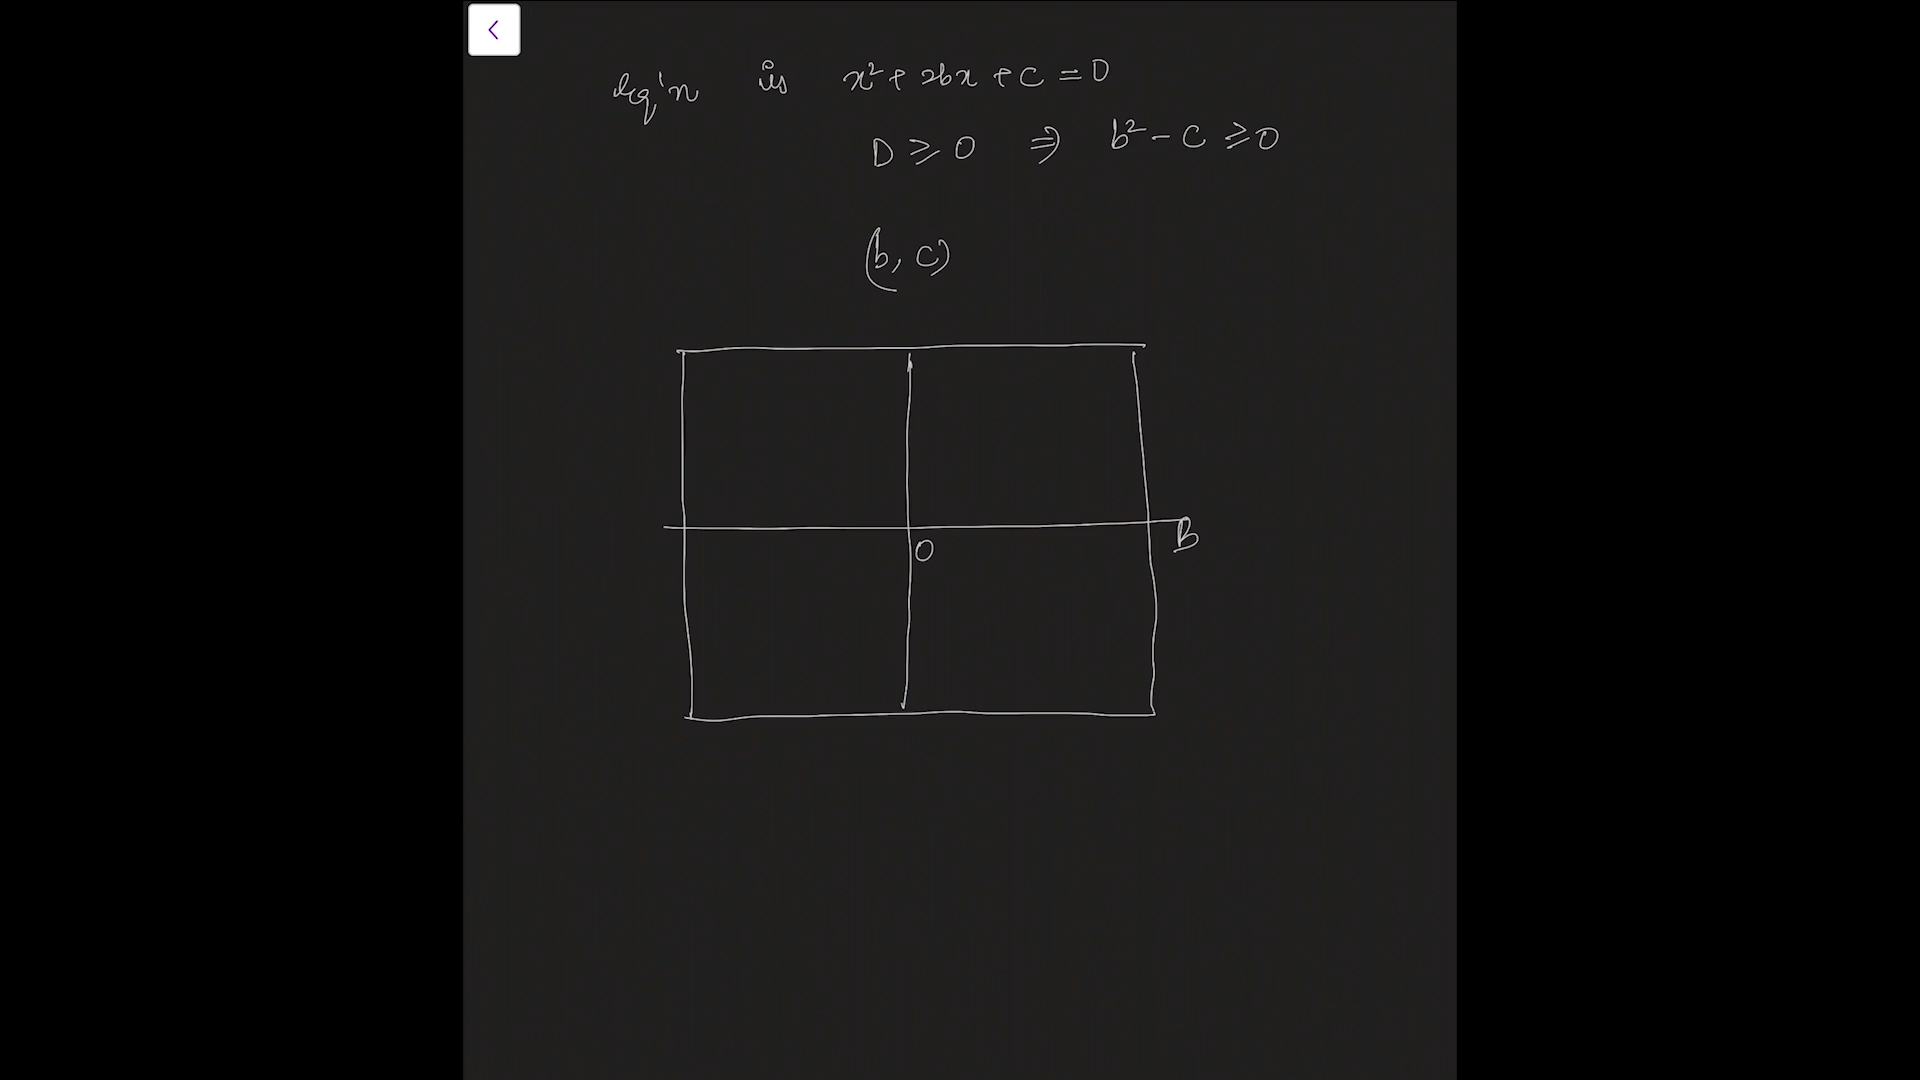 Eq'n is x² + 2bx + C = 0
D ≥ 0 ⇒ b² - C ≥ 0
(b, C)
O
B